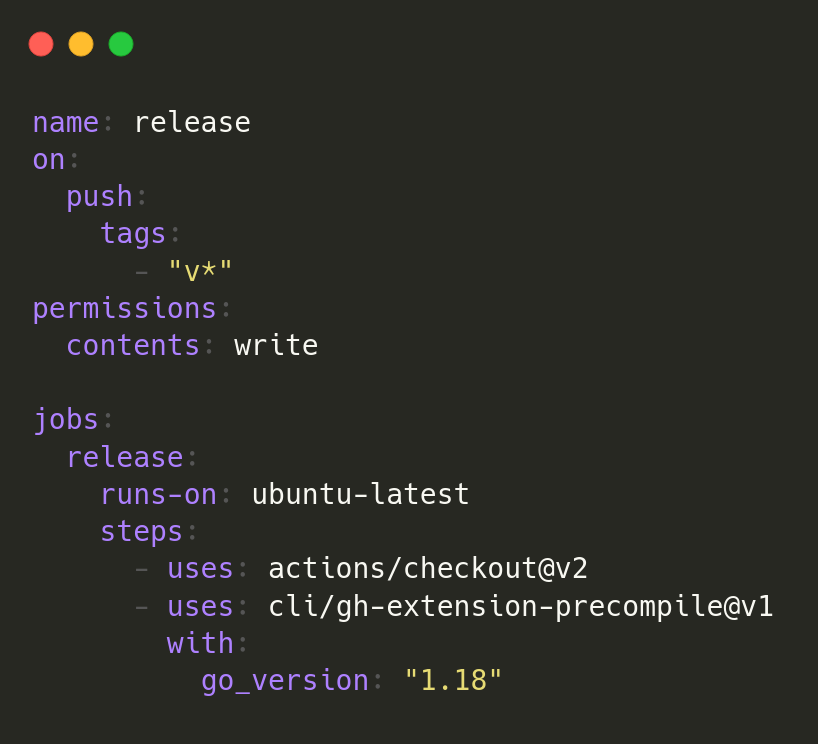 name: release
on:
  push:
    tags:
      - "v*"
permissions:
  contents: write

jobs:
  release:
    runs-on: ubuntu-latest
    steps:
      - uses: actions/checkout@v2
      - uses: cli/gh-extension-precompile@v1
        with:
          go_version: "1.18"